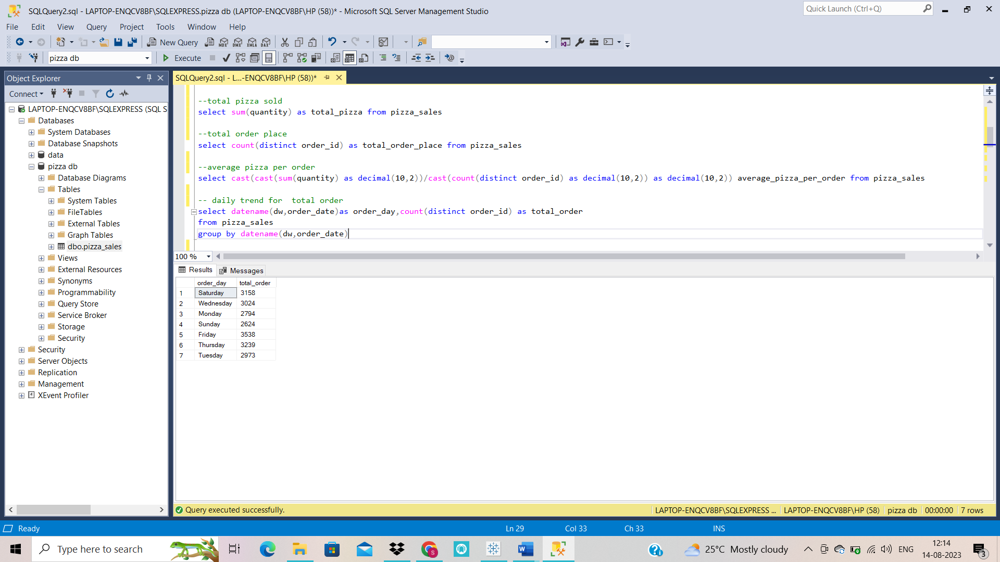 SQLQuery2.sql - LAPTOP-ENQCV8BF\SQLEXPRESS.pizza db (LAPTOP-ENQCV8BF\HP (58))* - Microsoft SQL Server Management Studio
Quick Launch (Ctrl+Q)
File Edit View Query Project Tools Window Help
New Query MDX DMX XMLA DAX
pizza db Execute
Object Explorer
SQLQuery2.sql - L...-ENQCV8BF\HP (58))*
Connect
LAPTOP-ENQCV8BF\SQLEXPRESS (SQL S
Databases
System Databases
Database Snapshots
data
pizza db
Database Diagrams
Tables
System Tables
FileTables
External Tables
Graph Tables
dbo.pizza_sales
Views
External Resources
Synonyms
Programmability
Query Store
Service Broker
Storage
Security
Security
Server Objects
Replication
Management
XEvent Profiler
--total pizza sold
select sum(quantity) as total_pizza from pizza_sales
--total order place
select count(distinct order_id) as total_order_place from pizza_sales
--average pizza per order
select cast(cast(sum(quantity) as decimal(10,2))/cast(count(distinct order_id) as decimal(10,2)) as decimal(10,2)) average_pizza_per_order from pizza_sales
-- daily trend for  total order
select datename(dw,order_date)as order_day,count(distinct order_id) as total_order
from pizza_sales
group by datename(dw,order_date)
100 %
Results Messages
order_day total_order
1 Saturday 3158
2 Wednesday 3024
3 Monday 2794
4 Sunday 2624
5 Friday 3538
6 Thursday 3239
7 Tuesday 2973
Query executed successfully.
LAPTOP-ENQCV8BF\SQLEXPRESS ... LAPTOP-ENQCV8BF\HP (58) pizza db 00:00:00 7 rows
Ready Ln 29 Col 33 Ch 33 INS
Type here to search
25°C Mostly cloudy
ENG
12:14
14-08-2023
3